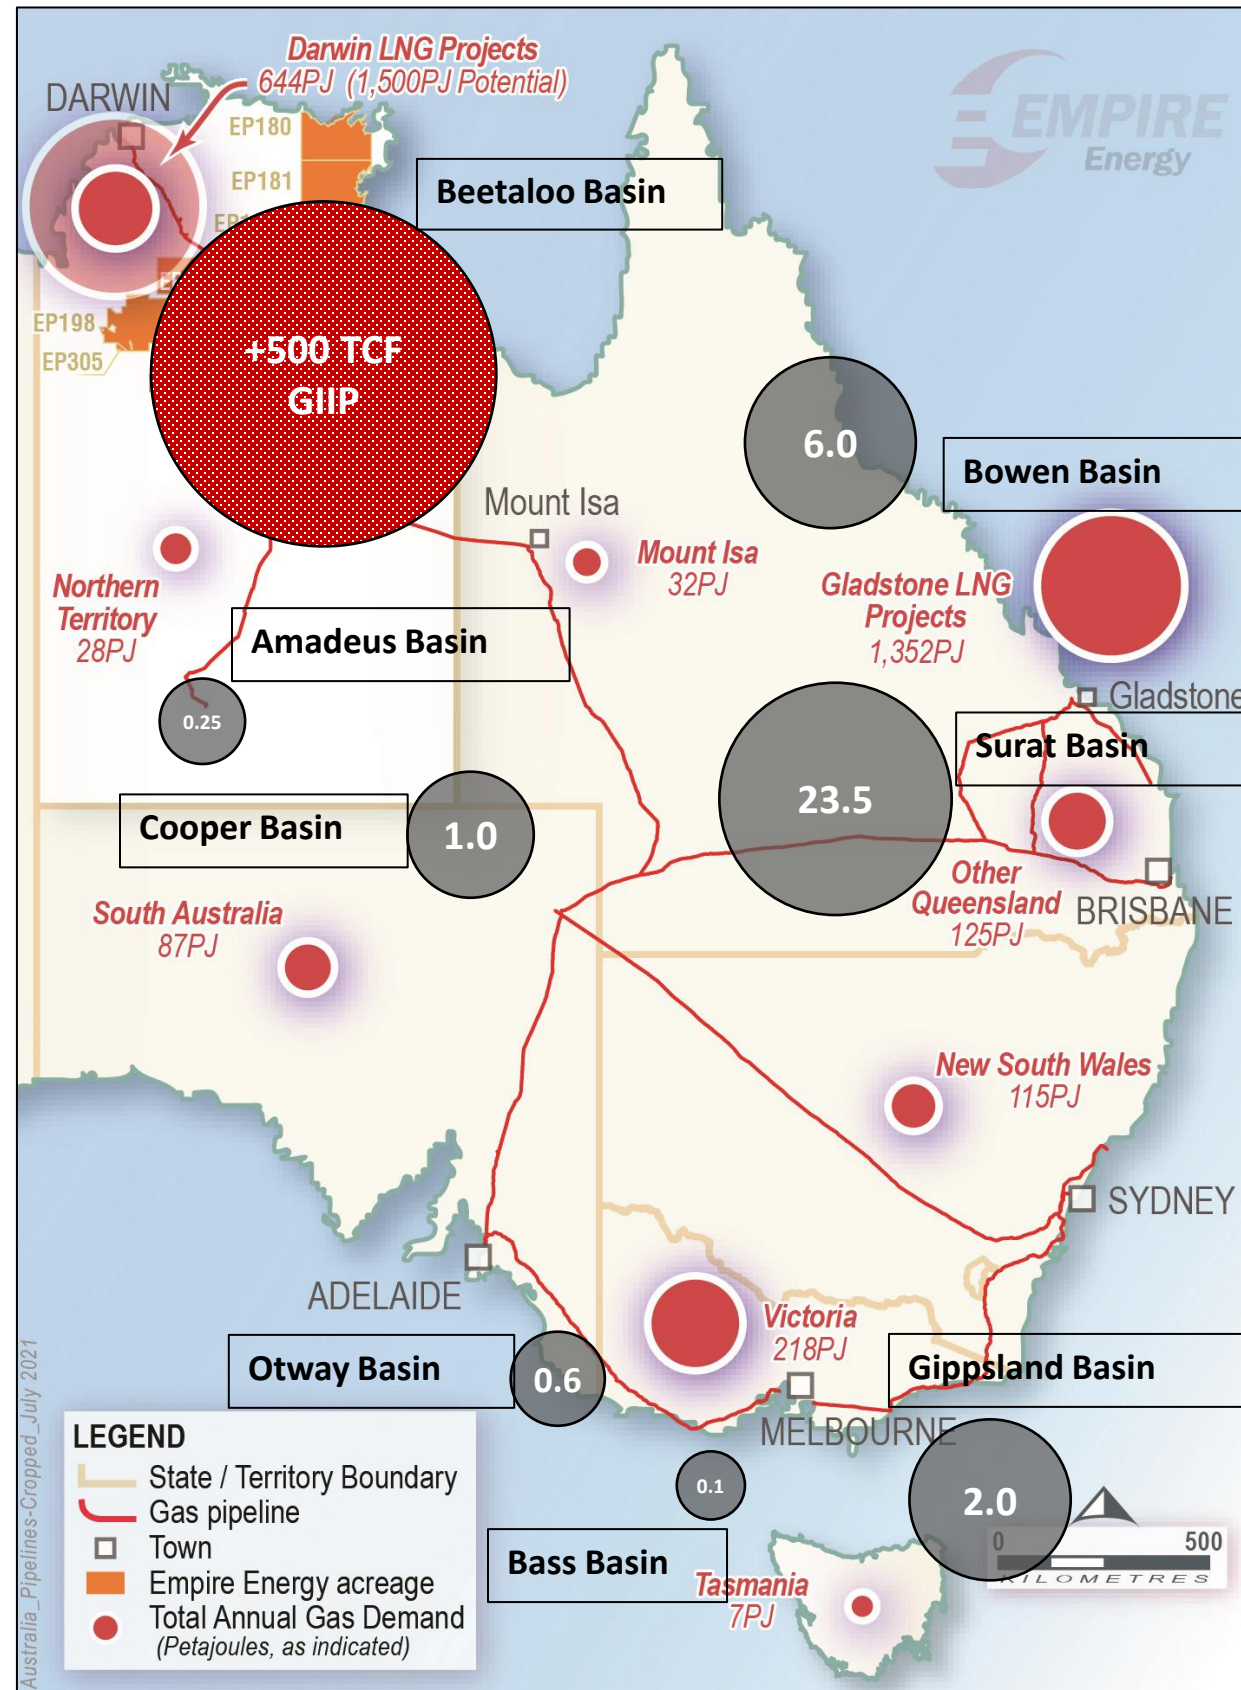 Darwin LNG Projects
644PJ (1,500PJ Potential)
DARWIN
EMPIRE
Energy
EP180
EP181
Beetaloo Basin
EP198
EP305
+500 TCF
GIIP
6.0
Bowen Basin
Mount Isa
Mount Isa
32PJ
Gladstone LNG
Projects
1,352PJ
Northern
Territory
28PJ
Amadeus Basin
0.25
Gladstone
Surat Basin
23.5
Cooper Basin
1.0
Other
Queensland
125PJ
BRISBANE
South Australia
87PJ
New South Wales
115PJ
SYDNEY
ADELAIDE
Victoria
218PJ
Otway Basin
0.6
Gippsland Basin
MELBOURNE
0.1
2.0
Bass Basin
Tasmania
7PJ
0 500
KILOMETRES
LEGEND
State / Territory Boundary
Gas pipeline
Town
Empire Energy acreage
Total Annual Gas Demand
(Petajoules, as indicated)
Australia_Pipelines-Cropped_July 2021